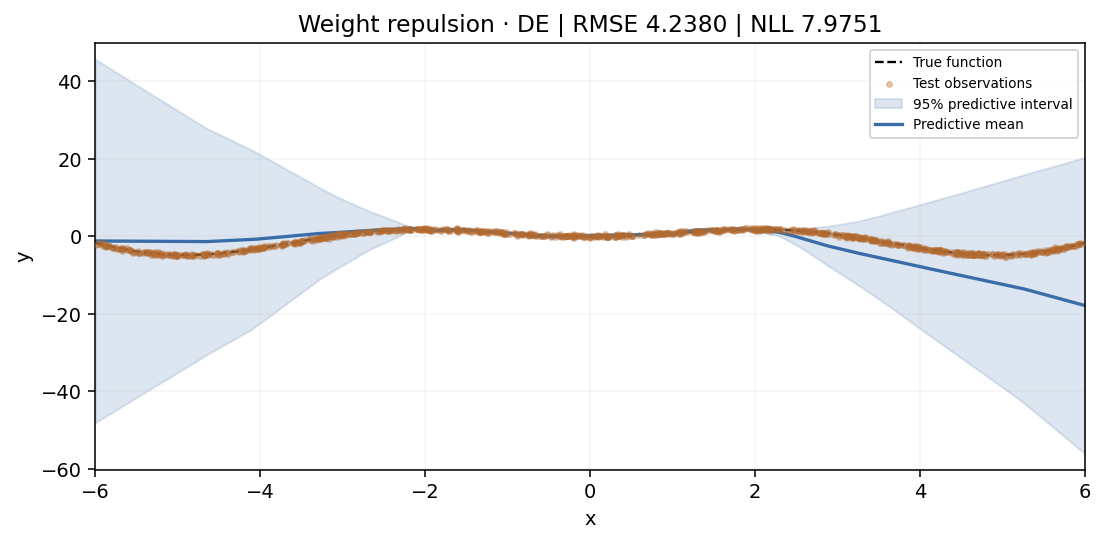 Weight repulsion · DE | RMSE 4.2380 | NLL 7.9751
True function
Test observations
95% predictive interval
Predictive mean
40
20
0
−20
−40
−60
y
−6
−4
−2
0
2
4
6
x